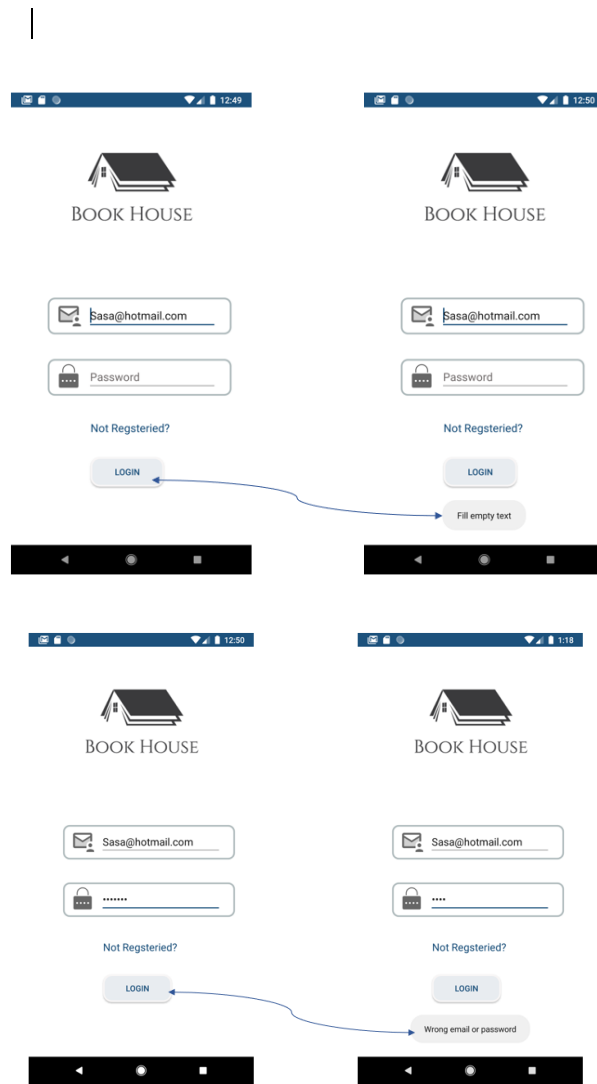 12:49
BOOK HOUSE
Sasa@hotmail.com
Password
Not Regsteried?
LOGIN
12:50
BOOK HOUSE
Sasa@hotmail.com
Password
Not Regsteried?
LOGIN
Fill empty text
12:50
BOOK HOUSE
Sasa@hotmail.com
•••••••
Not Regsteried?
LOGIN
1:18
BOOK HOUSE
Sasa@hotmail.com
••••
Not Regsteried?
LOGIN
Wrong email or password